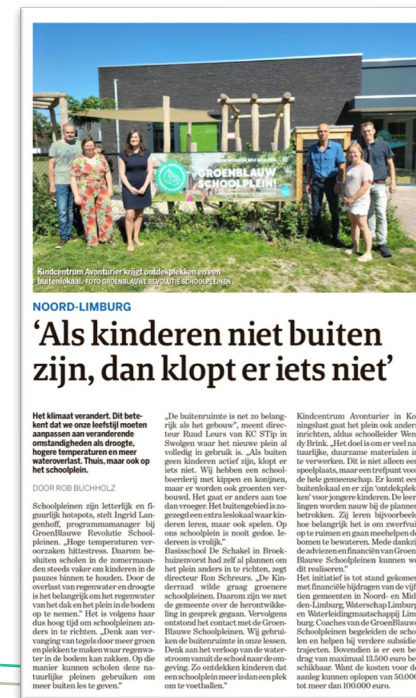 GROENBLAUW
SCHOOLPLEIN!
Kindcentrum Avonturier krijgt ontdekplekken en een
buitenlokaal. FOTO GROENBLAUWE REVOLUTIE SCHOOLPLEINEN
NOORD-LIMBURG
‘Als kinderen niet buiten
zijn, dan klopt er iets niet’
Het klimaat verandert. Dit bete-
kent dat we onze leefstijl moeten
aanpassen aan veranderende
omstandigheden als droogte,
hogere temperaturen en meer
wateroverlast. Thuis, maar ook op
het schoolplein.
DOOR ROB BUCHHOLZ
Schoolpleinen zijn letterlijk en fi-
guurlijk hotspots, stelt Ingrid Lan-
genhoff, programmamanager bij
GroenBlauwe Revolutie School-
pleinen. „Hoge temperaturen ver-
oorzaken hittestress. Daarom be-
sluiten scholen in de zomermaan-
den steeds vaker om kinderen in de
pauzes binnen te houden. Door de
overlast van regenwater en droogte
is het belangrijk om het regenwater
van het dak en het plein in de bodem
op te nemen.” Het is volgens haar
dus hoog tijd om schoolpleinen an-
ders in te richten. „Denk aan ver-
vanging van tegels door meer groen
en plekken te maken waar regenwa-
ter in de bodem kan zakken. Op die
manier kunnen scholen deze na-
tuurlijke pleinen gebruiken om
meer buiten les te geven.”
„De buitenruimte is net zo belang-
rijk als het gebouw”, meent direc-
teur Ruud Leurs van KC STip in
Swolgen waar het nieuwe plein al
volledig in gebruik is. „Als buiten
geen kinderen actief zijn, klopt er
iets niet. Wij hebben een school-
boerderij met kippen en konijnen,
maar er worden ook groenten ver-
bouwd. Het gaat er anders aan toe
dan vroeger. Het buitengebied is zo-
gezegd een extra leslokaal waar kin-
deren leren, maar ook spelen. Op
ons schoolplein is nooit gedoe. Ie-
dereen is vrolijk.”
Basisschool De Schakel in Broek-
huizenvorst had zelf al plannen om
het plein anders in te richten, zegt
directeur Ron Schreurs. „De Kin-
derraad wilde graag groenere
schoolpleinen. Daarom zijn we met
de gemeente over de herontwikke-
ling in gesprek gegaan. Vervolgens
ontstond het contact met de Groen-
Blauwe Schoolpleinen. Wij gebrui-
ken de buitenruimte in onze lessen.
Denk aan het verloop van de water-
stroom vanuit de school naar de om-
geving. Zo ontdekken kinderen dat
een schoolplein meer is dan een plek
om te voetballen.”
Kindcentrum Avonturier in Ko-
ningslust gaat het plein ook anders
inrichten, aldus schoolleider Wen-
dy Brink. „Het doel is om er veel na-
tuurlijke, duurzame materialen in
te verwerken. Dit is niet alleen een
speelplaats, maar een trefpunt voor
de hele gemeenschap. Er komt een
buitenlokaal en er zijn ‘ontdekplek-
ken’ voor jongere kinderen. De leer-
lingen worden nauw bij de plannen
betrokken. Zij leren bijvoorbeeld
hoe belangrijk het is om zwerfvuil
op te ruimen en gaan meehelpen de
bomen te bewateren. Mede dankzij
de adviezen en financiën van Groen-
Blauwe Schoolpleinen kunnen we
dit realiseren.”
Het initiatief is tot stand gekomen
met financiële bijdragen van de vijf-
tien gemeenten in Noord- en Mid-
den-Limburg, Waterschap Limburg
en Waterleidingmaatschappij Lim-
burg. Coaches van de GroenBlauwe
Schoolpleinen begeleiden de scho-
len en helpen bij verdere subsidie-
trajecten. Bovendien is er een be-
drag van maximaal 13.500 euro be-
schikbaar. Want de kosten voor de
aanleg kunnen oplopen van 50.000
tot meer dan 100.000 euro.